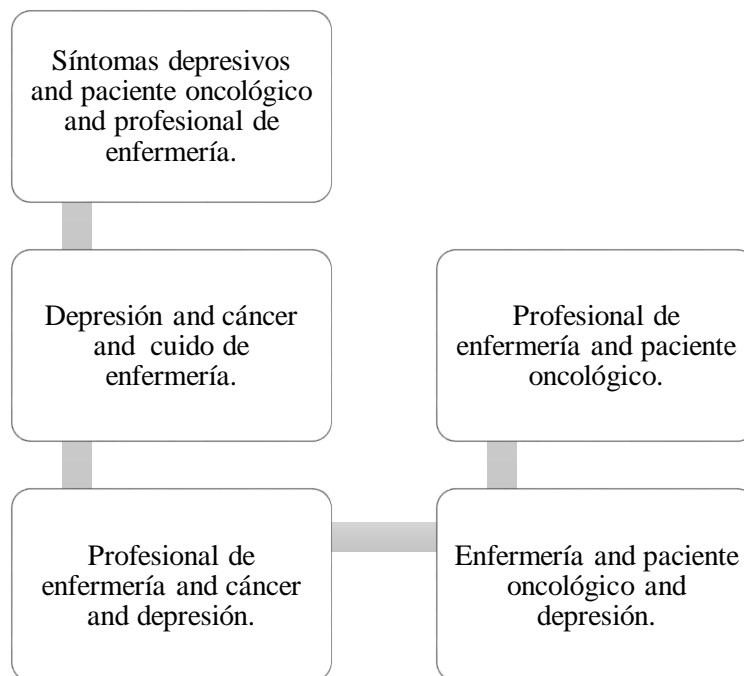 Síntomas depresivos
and paciente oncológico
and profesional de
enfermería.
Depresión and cáncer
and cuido de
enfermería.
Profesional de
enfermería and cáncer
and depresión.
Enfermería and paciente
oncológico and
depresión.
Profesional de
enfermería and paciente
oncológico.